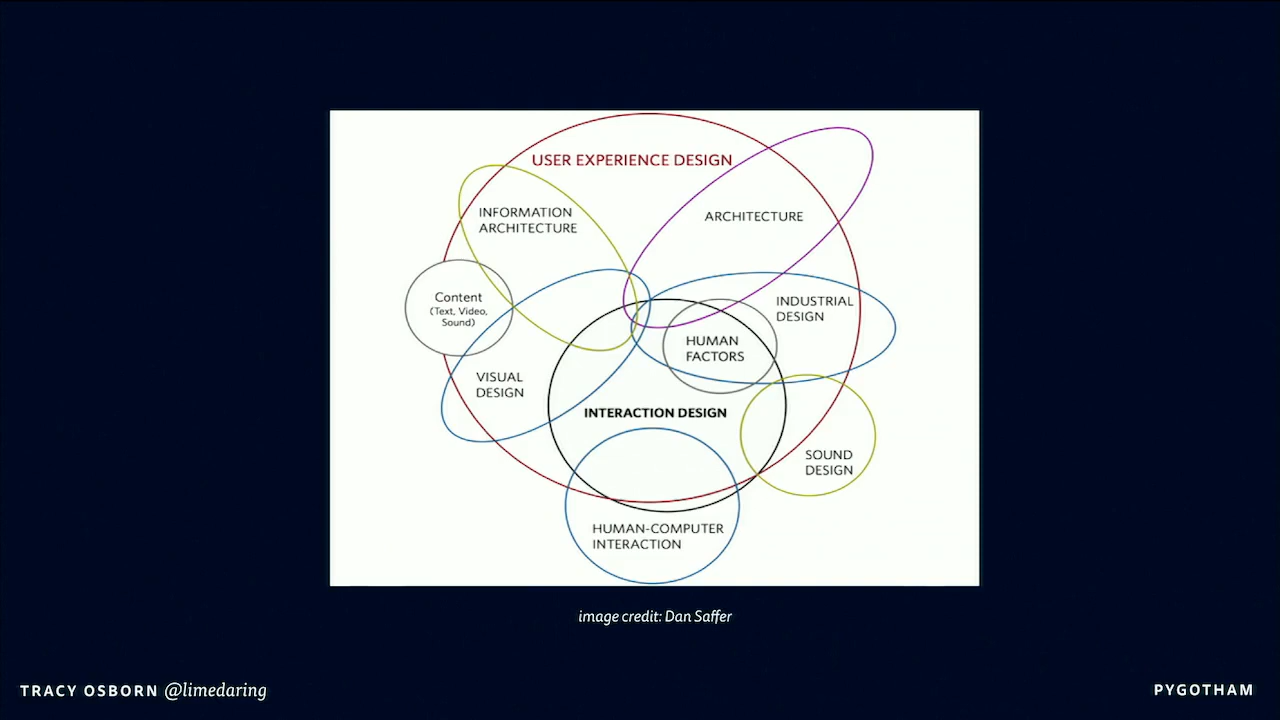 USER EXPERIENCE DESIGN
INFORMATION
ARCHITECTURE
ARCHITECTURE
Content
(Text, Video,
Sound)
INDUSTRIAL
DESIGN
HUMAN
FACTORS
VISUAL
DESIGN
INTERACTION DESIGN
SOUND
DESIGN
HUMAN-COMPUTER
INTERACTION
image credit: Dan Saffer
TRACY OSBORN @limedaring
PYGOTHAM